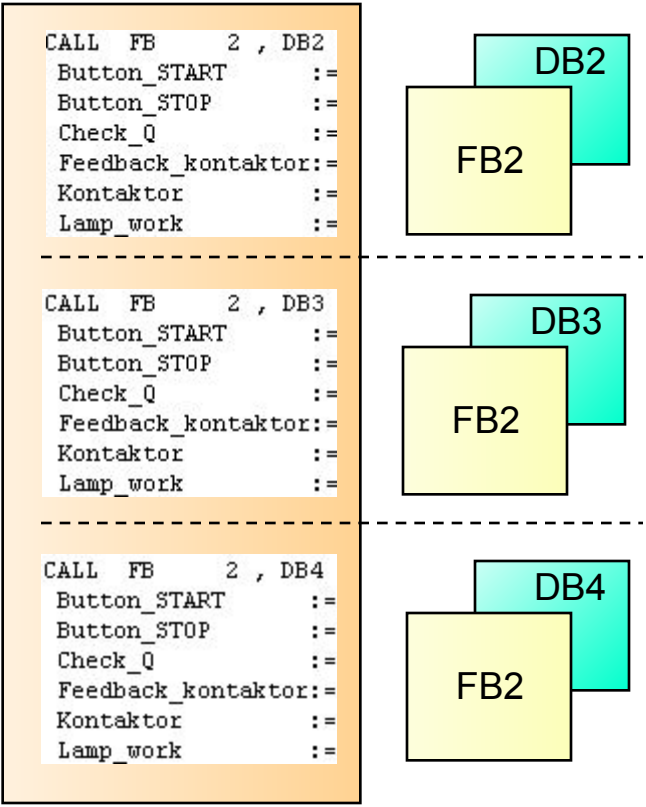 CALL  FB      2 , DB2
Button_START        :=
Button_STOP         :=
Check_Q             :=
Feedback_kontaktor:=
Kontaktor           :=
Lamp_work           :=
DB2
FB2
CALL  FB      2 , DB3
Button_START        :=
Button_STOP         :=
Check_Q             :=
Feedback_kontaktor:=
Kontaktor           :=
Lamp_work           :=
DB3
FB2
CALL  FB      2 , DB4
Button_START        :=
Button_STOP         :=
Check_Q             :=
Feedback_kontaktor:=
Kontaktor           :=
Lamp_work           :=
DB4
FB2